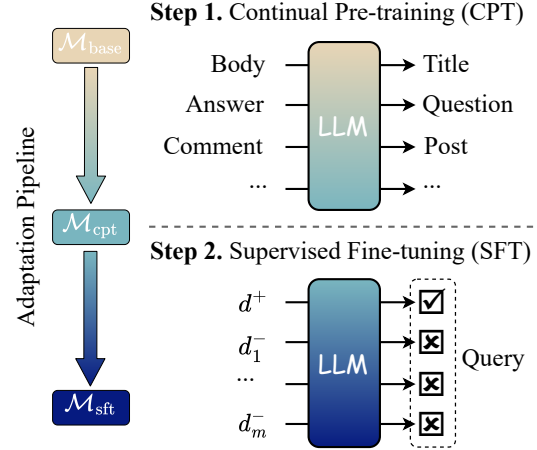 Adaptation Pipeline
M_base
M_cpt
M_sft
Step 1. Continual Pre-training (CPT)
Body LLM Title
Answer Question
Comment Post
... ...
Step 2. Supervised Fine-tuning (SFT)
d^+
d_1^-
...
d_m^-
LLM
Query